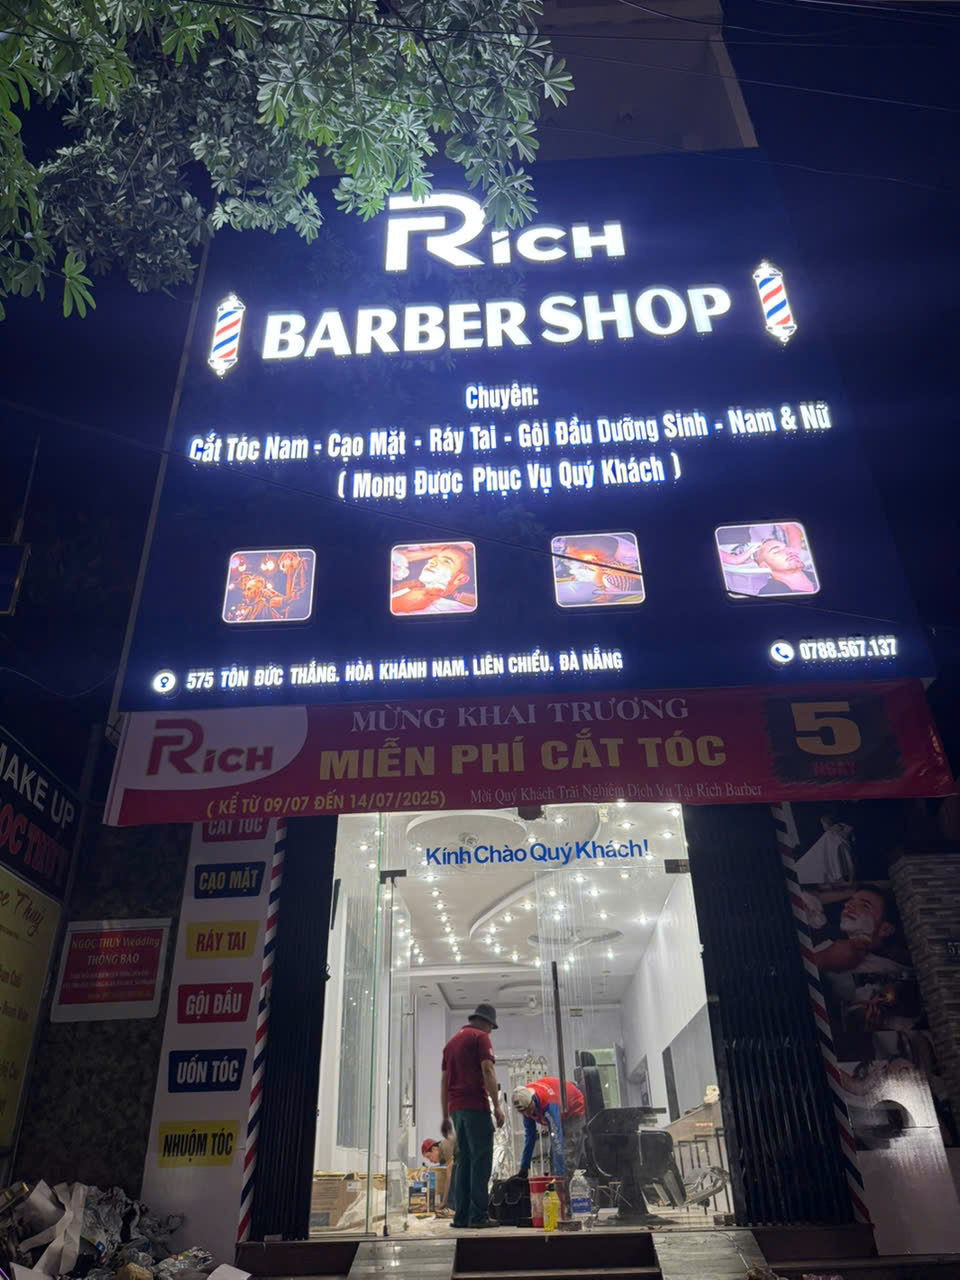 Rich
BARBER SHOP
Chuyên:
Cắt Tóc Nam - Cạo Mặt - Ráy Tai - Gội Đầu Dưỡng Sinh - Nam & Nữ
( Mong Được Phục Vụ Quý Khách )
575 TÔN ĐỨC THẮNG. HÒA KHÁNH NAM. LIÊN CHIỂU. ĐÀ NẴNG
0788.567.137
Rich
MỪNG KHAI TRƯƠNG
MIỄN PHÍ CẮT TÓC
5
NGÀY
( KỂ TỪ 09/07 ĐẾN 14/07/2025)
Mời Quý Khách Trãi Nghiệm Dịch Vụ Tại Rich Barber
Kính Chào Quý Khách!
CẮT TÓC
CẠO MẶT
RÁY TAI
GỘI ĐẦU
UỐN TÓC
NHUỘM TÓC
MAKE UP
NGỌC THUY Wedding
THÔNG BÁO